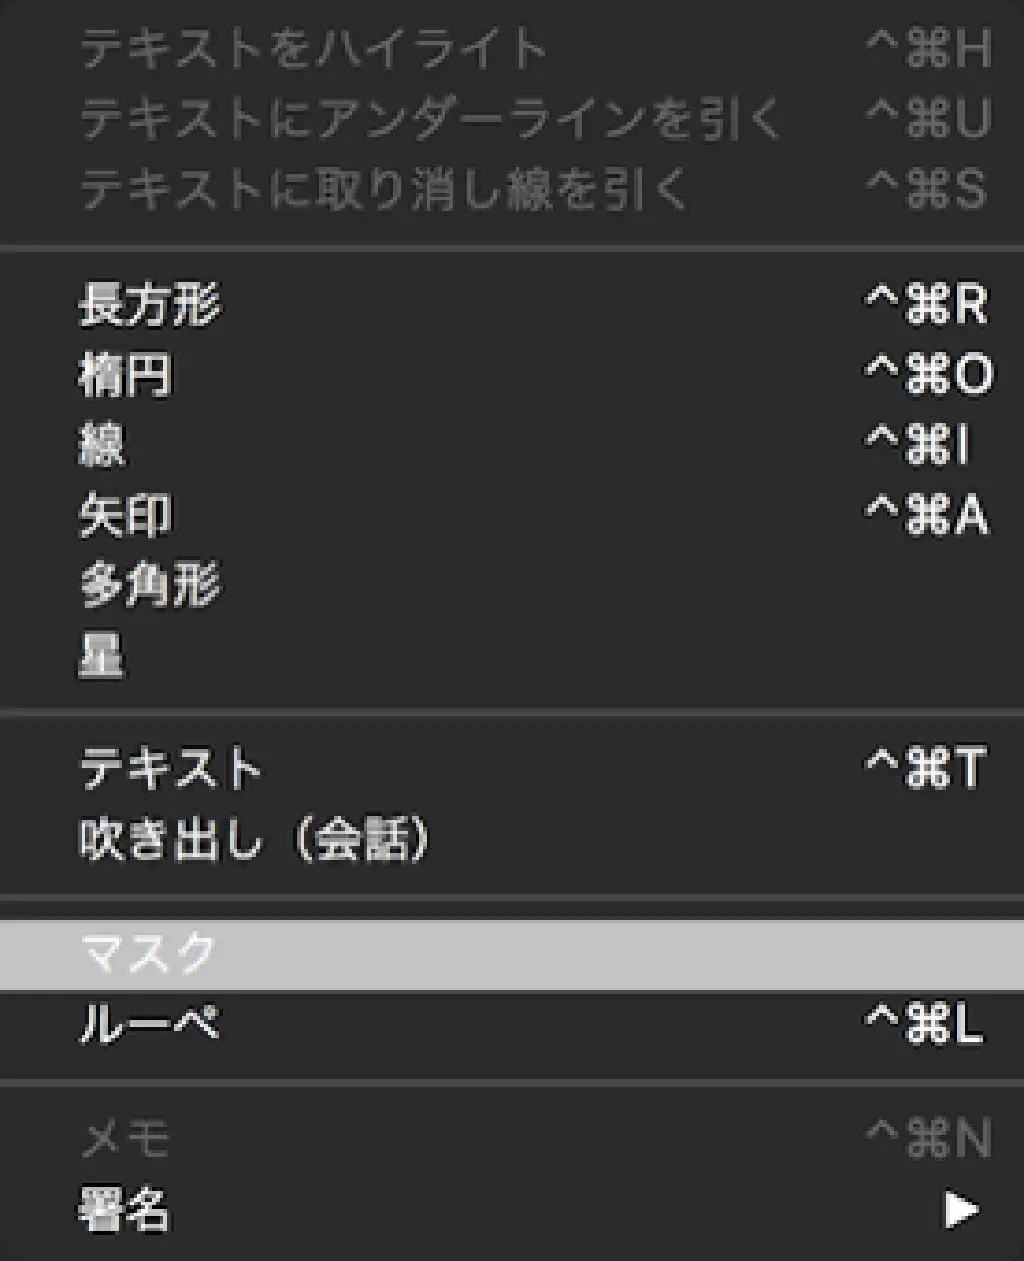 テキストをハイライト ^⌘H
テキストにアンダーラインを引く ^⌘U
テキストに取り消し線を引く ^⌘S
長方形 ^⌘R
楕円 ^⌘O
線 ^⌘I
矢印 ^⌘A
多角形
星
テキスト ^⌘T
吹き出し（会話）
マスク
ルーペ ^⌘L
メモ ^⌘N
署名 ▶